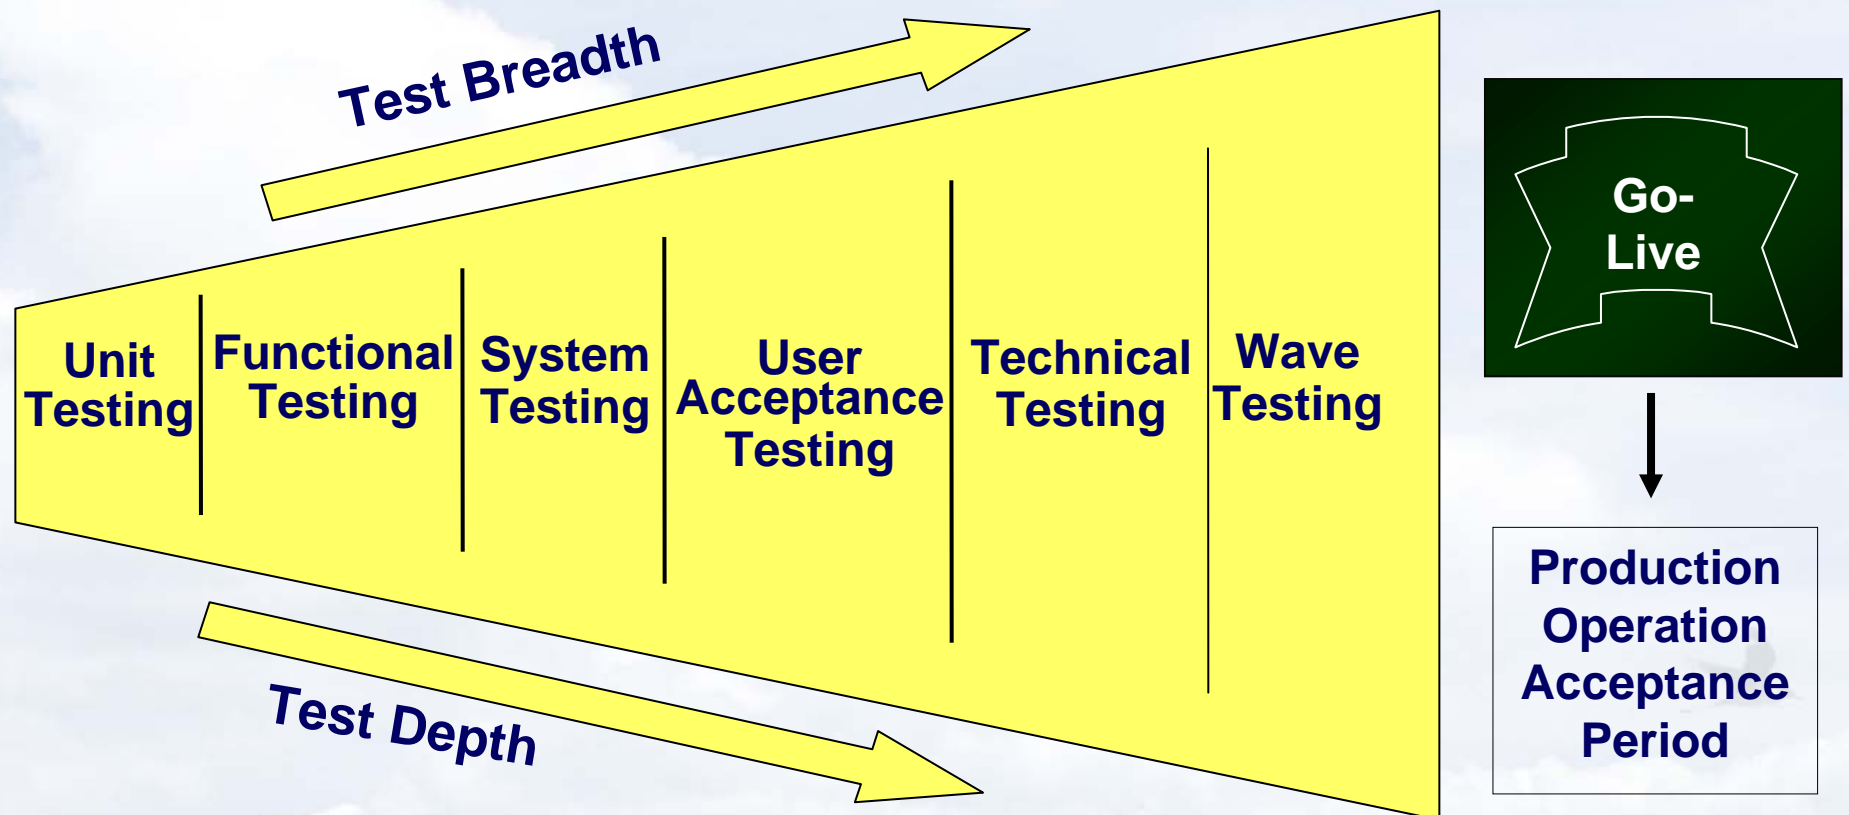 Test Breadth
Unit
Testing
Functional
Testing
System
Testing
User
Acceptance
Testing
Technical
Testing
Wave
Testing
Test Depth
Go-
Live
Production
Operation
Acceptance
Period